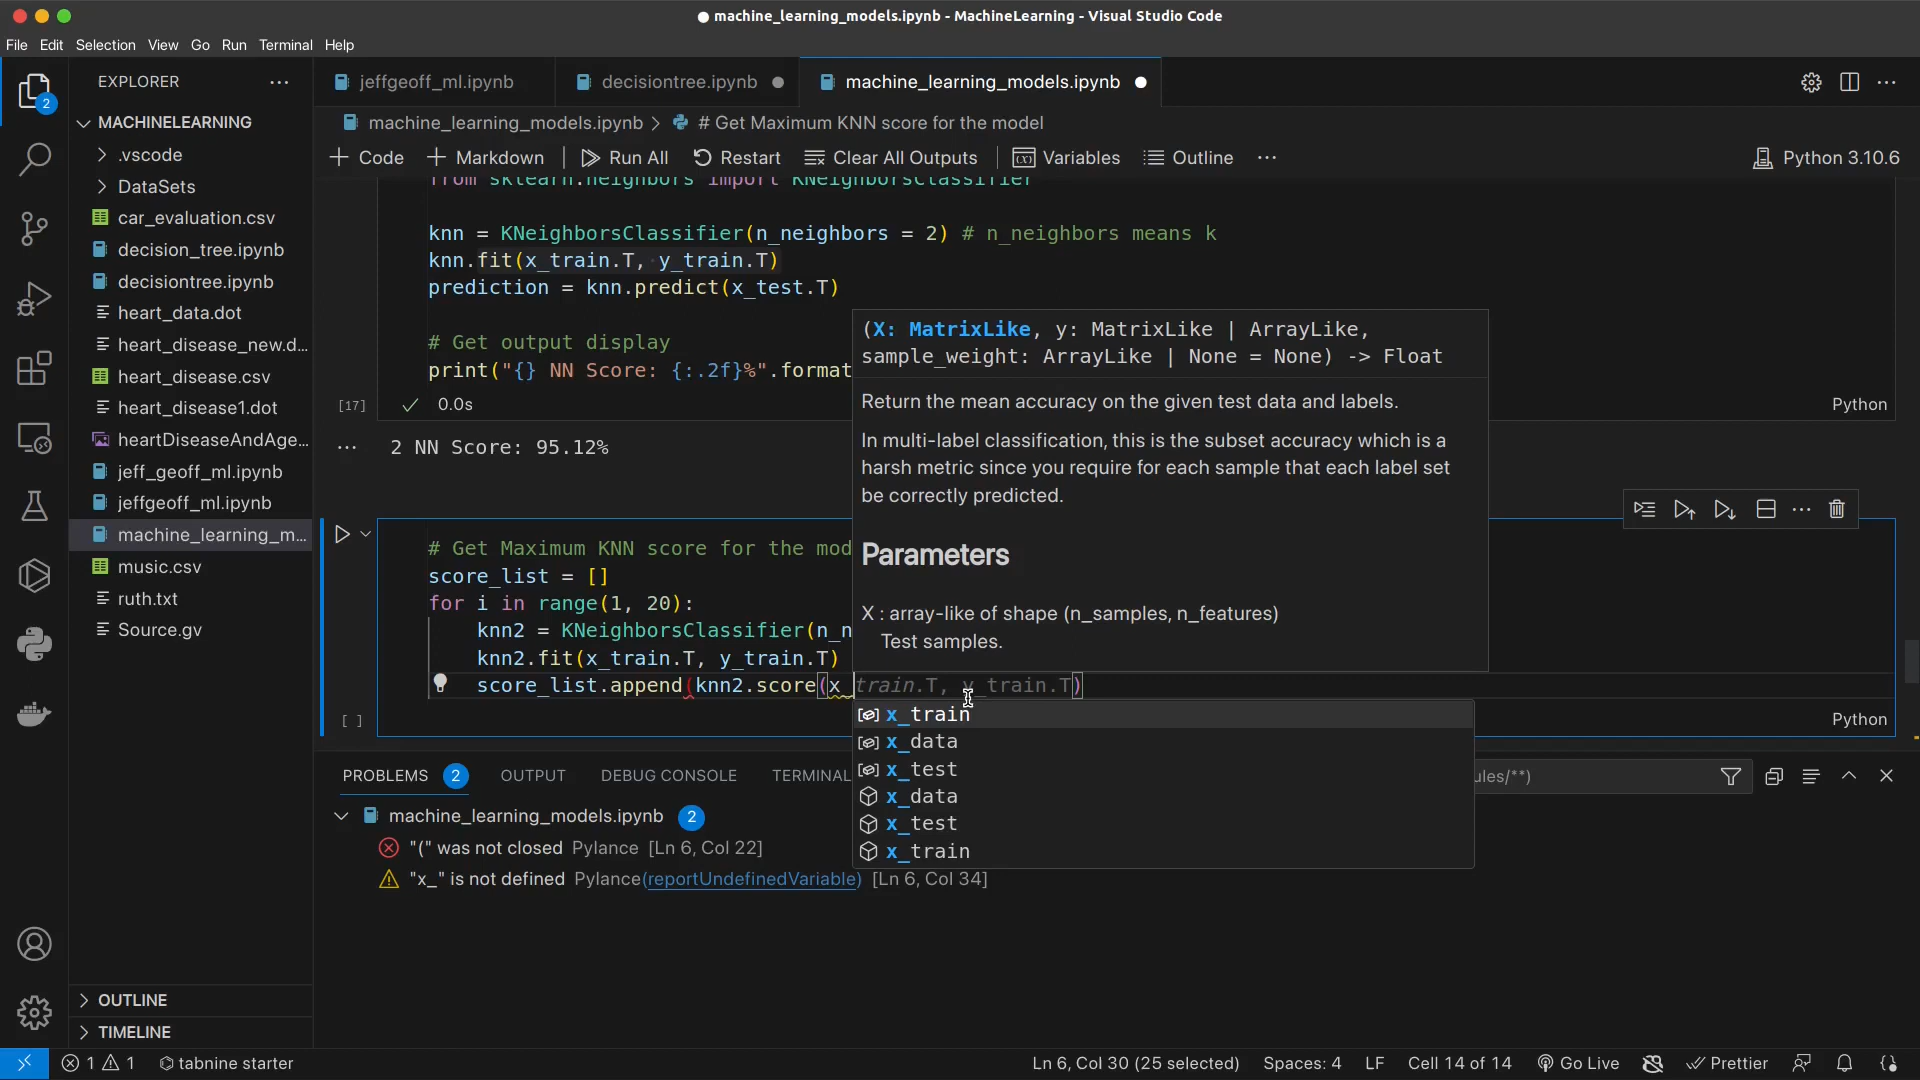 machine_learning_models.ipynb - MachineLearning - Visual Studio Code
File Edit Selection View Go Run Terminal Help
EXPLORER
jeffgeoff_ml.ipynb
decisiontree.ipynb
machine_learning_models.ipynb
2
MACHINELEARNING
.vscode
DataSets
car_evaluation.csv
decision_tree.ipynb
decisiontree.ipynb
heart_data.dot
heart_disease_new.d...
heart_disease.csv
heart_disease1.dot
heartDiseaseAndAge...
jeff_geoff_ml.ipynb
jeffgeoff_ml.ipynb
machine_learning_m...
music.csv
ruth.txt
Source.gv
OUTLINE
TIMELINE
machine_learning_models.ipynb > # Get Maximum KNN score for the model
+ Code + Markdown Run All Restart Clear All Outputs Variables Outline ... Python 3.10.6
from sklearn.neighbors import KNeighborsClassifier
knn = KNeighborsClassifier(n_neighbors = 2) # n_neighbors means k
knn.fit(x_train.T, y_train.T)
prediction = knn.predict(x_test.T)
# Get output display
print("{} NN Score: {:.2f}%".format
[17] 0.0s
Python
2 NN Score: 95.12%
# Get Maximum KNN score for the mod
score_list = []
for i in range(1, 20):
knn2 = KNeighborsClassifier(n_n
knn2.fit(x_train.T, y_train.T)
score_list.append(knn2.score(x_train.T, y_train.T)
[ ]
Python
(X: MatrixLike, y: MatrixLike | ArrayLike,
sample_weight: ArrayLike | None = None) -> Float
Return the mean accuracy on the given test data and labels.
In multi-label classification, this is the subset accuracy which is a
harsh metric since you require for each sample that each label set
be correctly predicted.
Parameters
X : array-like of shape (n_samples, n_features)
Test samples.
x_train
x_data
x_test
x_data
x_test
x_train
PROBLEMS 2 OUTPUT DEBUG CONSOLE TERMINAL
ules/**)
machine_learning_models.ipynb 2
"(" was not closed Pylance [Ln 6, Col 22]
"x_" is not defined Pylance(reportUndefinedVariable) [Ln 6, Col 34]
1 1 tabnine starter
Ln 6, Col 30 (25 selected) Spaces: 4 LF Cell 14 of 14 Go Live Prettier